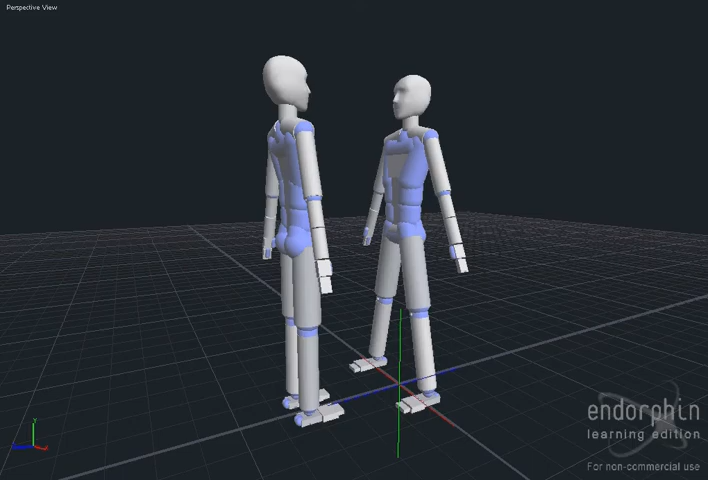 Perspective View
endorphin
learning edition
For non-commercial use